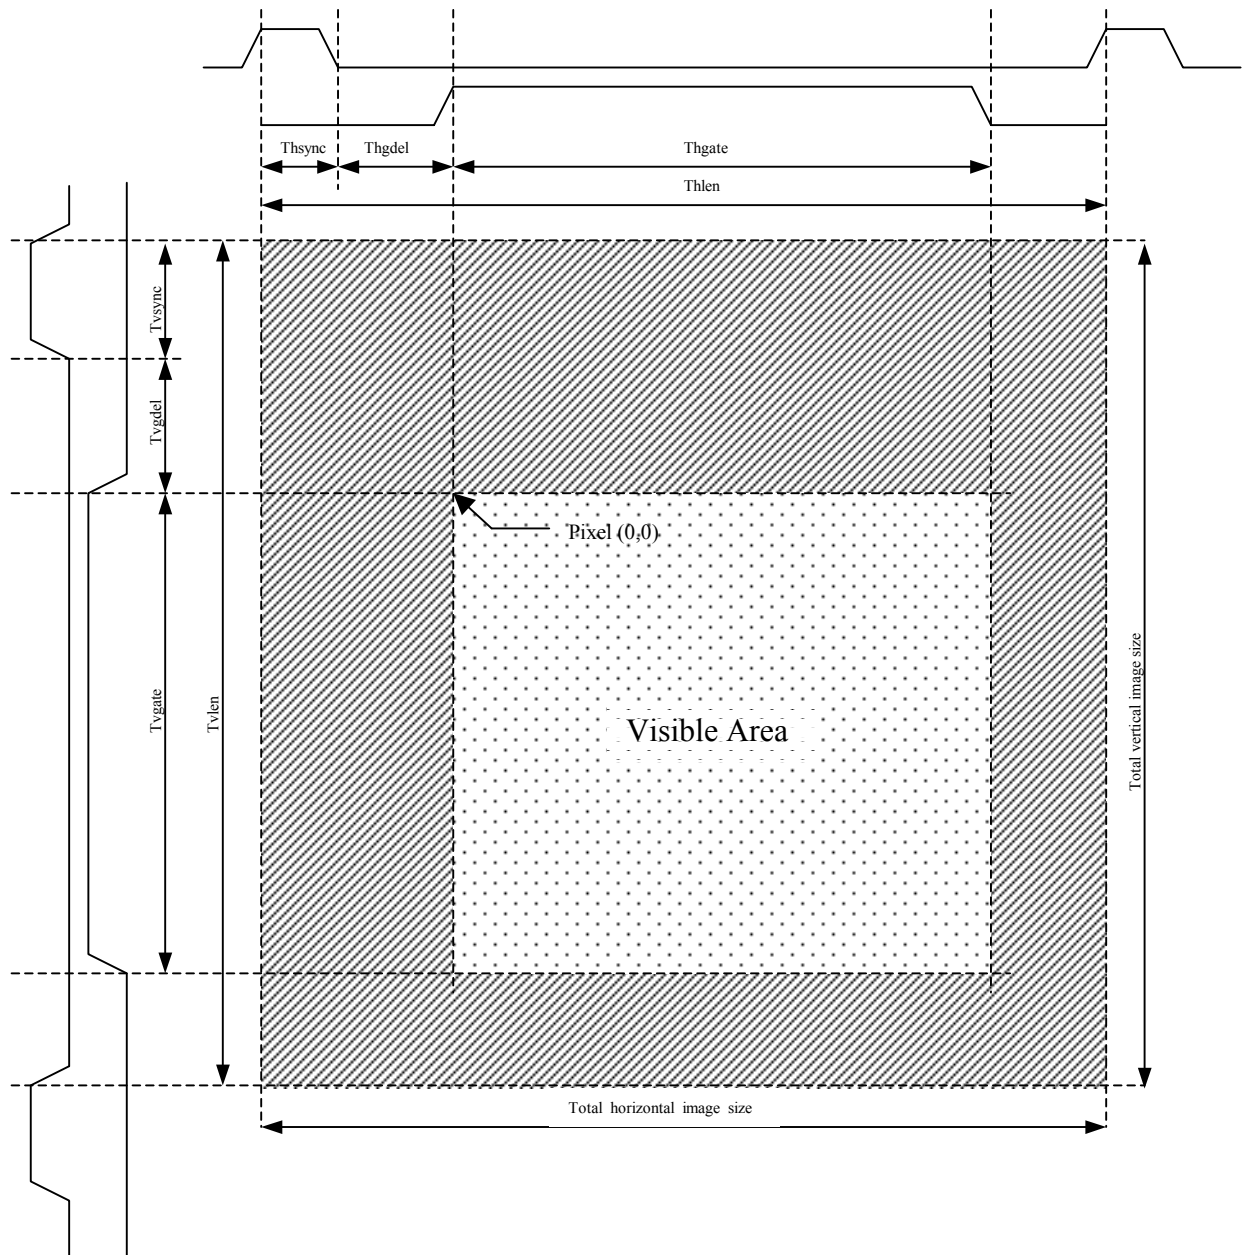 Thsync
Thgdel
Thgate
Thlen
Tvsync
Tvgdel
Tvgate
Tvlen
Pixel (0,0)
Visible Area
Total vertical image size
Total horizontal image size